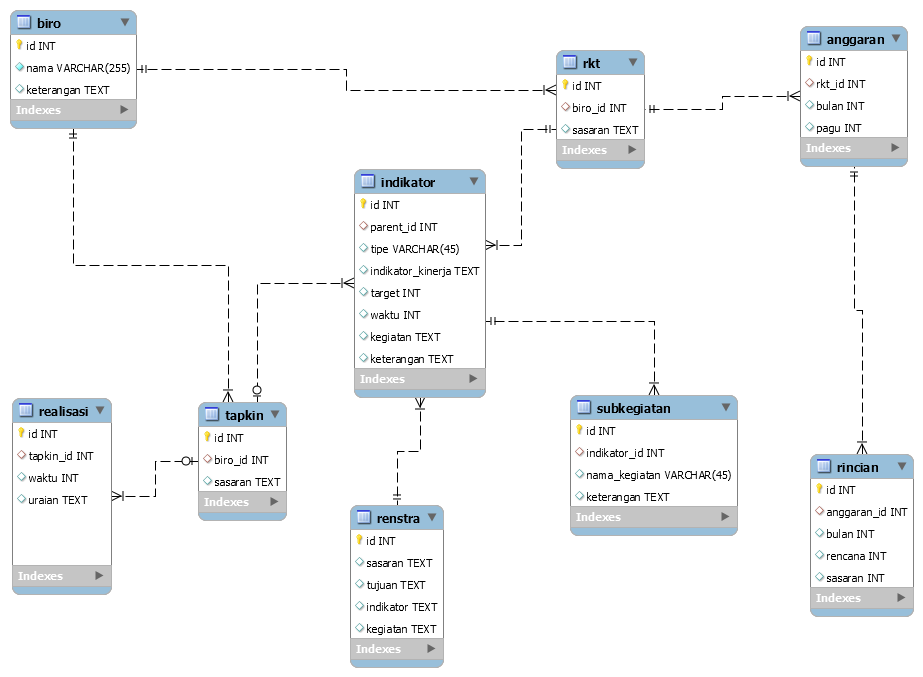 biro
id INT
nama VARCHAR(255)
keterangan TEXT
Indexes
rkt
id INT
biro_id INT
sasaran TEXT
Indexes
anggaran
id INT
rkt_id INT
bulan INT
pagu INT
Indexes
indikator
id INT
parent_id INT
tipe VARCHAR(45)
indikator_kinerja TEXT
target INT
waktu INT
kegiatan TEXT
keterangan TEXT
Indexes
realisasi
id INT
tapkin_id INT
waktu INT
uraian TEXT
Indexes
tapkin
id INT
biro_id INT
sasaran TEXT
Indexes
renstra
id INT
sasaran TEXT
tujuan TEXT
indikator TEXT
kegiatan TEXT
Indexes
subkegiatan
id INT
indikator_id INT
nama_kegiatan VARCHAR(45)
keterangan TEXT
Indexes
rincian
id INT
anggaran_id INT
bulan INT
rencana INT
sasaran INT
Indexes